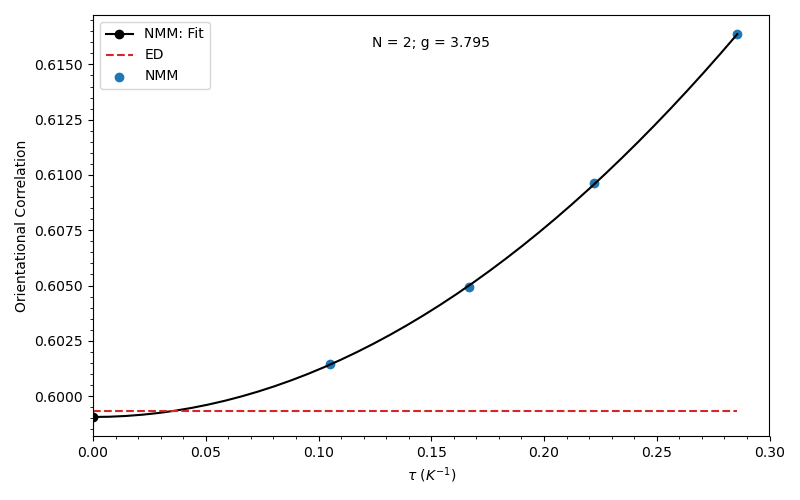 N = 2; g = 3.795
NMM: Fit
ED
NMM
Orientational Correlation
0.6150
0.6125
0.6100
0.6075
0.6050
0.6025
0.6000
0.00 0.05 0.10 0.15 0.20 0.25 0.30
τ (K⁻¹)